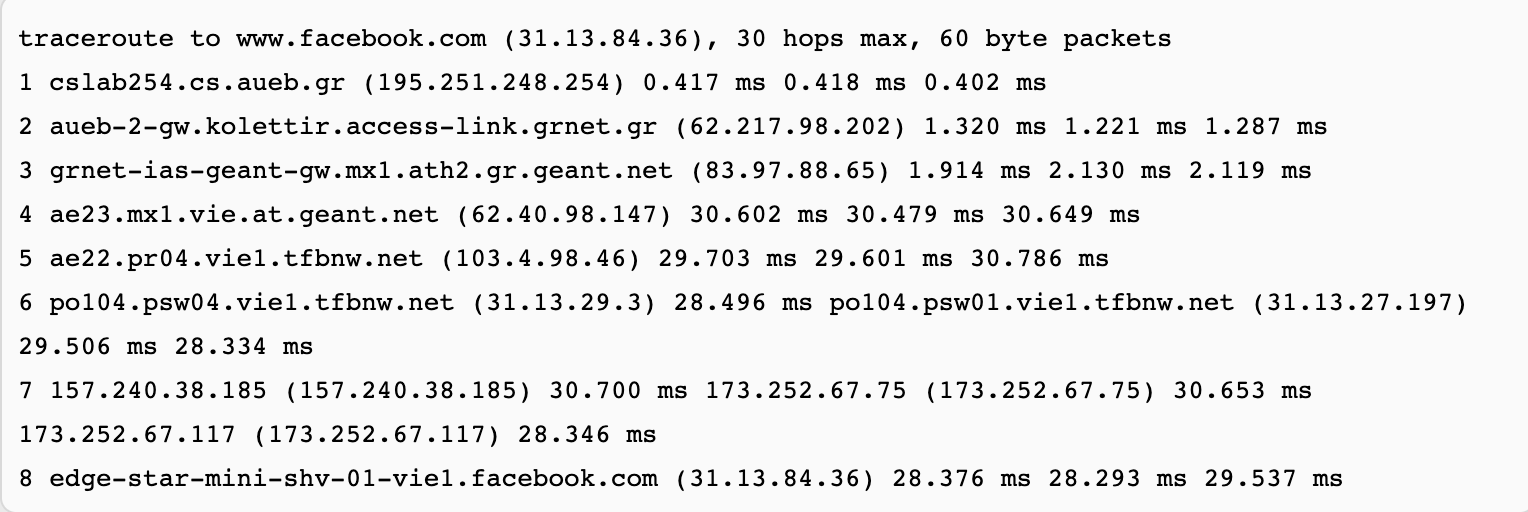 traceroute to www.facebook.com (31.13.84.36), 30 hops max, 60 byte packets
1 cslab254.cs.aueb.gr (195.251.248.254) 0.417 ms 0.418 ms 0.402 ms
2 aueb-2-gw.kolettir.access-link.grnet.gr (62.217.98.202) 1.320 ms 1.221 ms 1.287 ms
3 grnet-ias-geant-gw.mx1.ath2.gr.geant.net (83.97.88.65) 1.914 ms 2.130 ms 2.119 ms
4 ae23.mx1.vie.at.geant.net (62.40.98.147) 30.602 ms 30.479 ms 30.649 ms
5 ae22.pr04.vie1.tfbnw.net (103.4.98.46) 29.703 ms 29.601 ms 30.786 ms
6 po104.psw04.vie1.tfbnw.net (31.13.29.3) 28.496 ms po104.psw01.vie1.tfbnw.net (31.13.27.197)
29.506 ms 28.334 ms
7 157.240.38.185 (157.240.38.185) 30.700 ms 173.252.67.75 (173.252.67.75) 30.653 ms
173.252.67.117 (173.252.67.117) 28.346 ms
8 edge-star-mini-shv-01-vie1.facebook.com (31.13.84.36) 28.376 ms 28.293 ms 29.537 ms